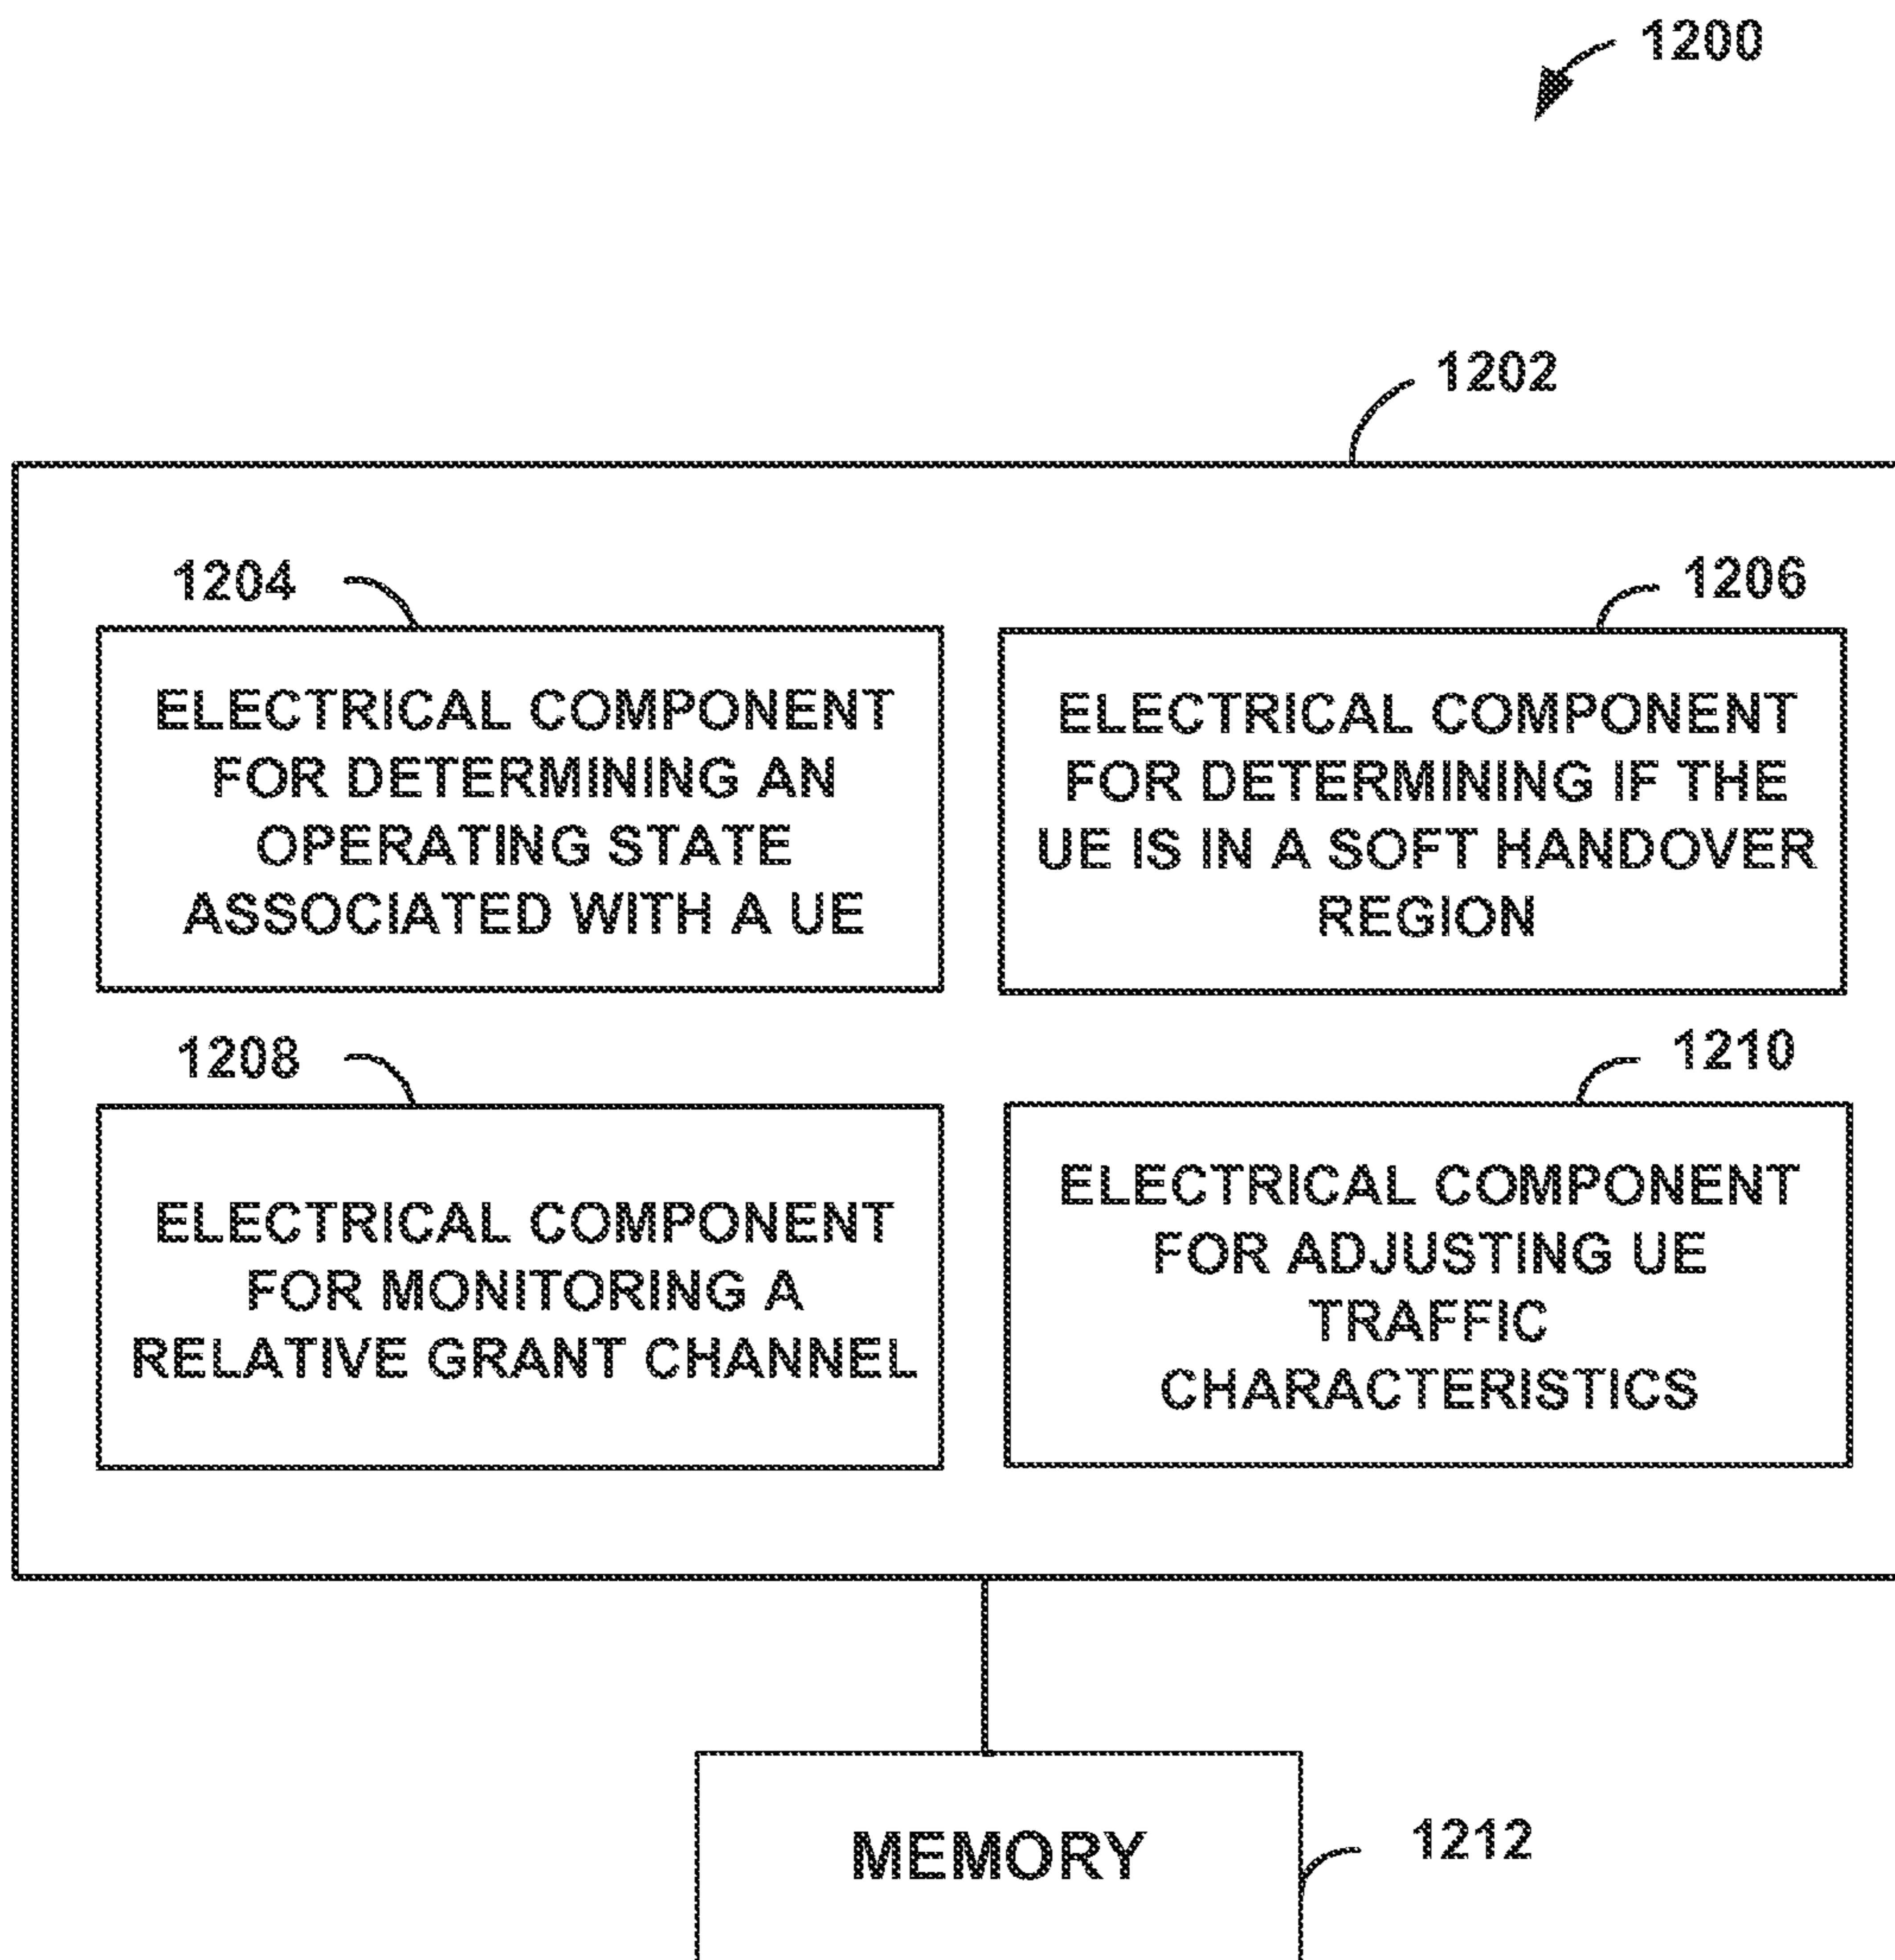 1200
1202
1204
ELECTRICAL COMPONENT
FOR DETERMINING AN
OPERATING STATE
ASSOCIATED WITH A UE
1206
ELECTRICAL COMPONENT
FOR DETERMINING IF THE
UE IS IN A SOFT HANDOVER
REGION
1208
ELECTRICAL COMPONENT
FOR MONITORING A
RELATIVE GRANT CHANNEL
1210
ELECTRICAL COMPONENT
FOR ADJUSTING UE
TRAFFIC
CHARACTERISTICS
MEMORY
1212